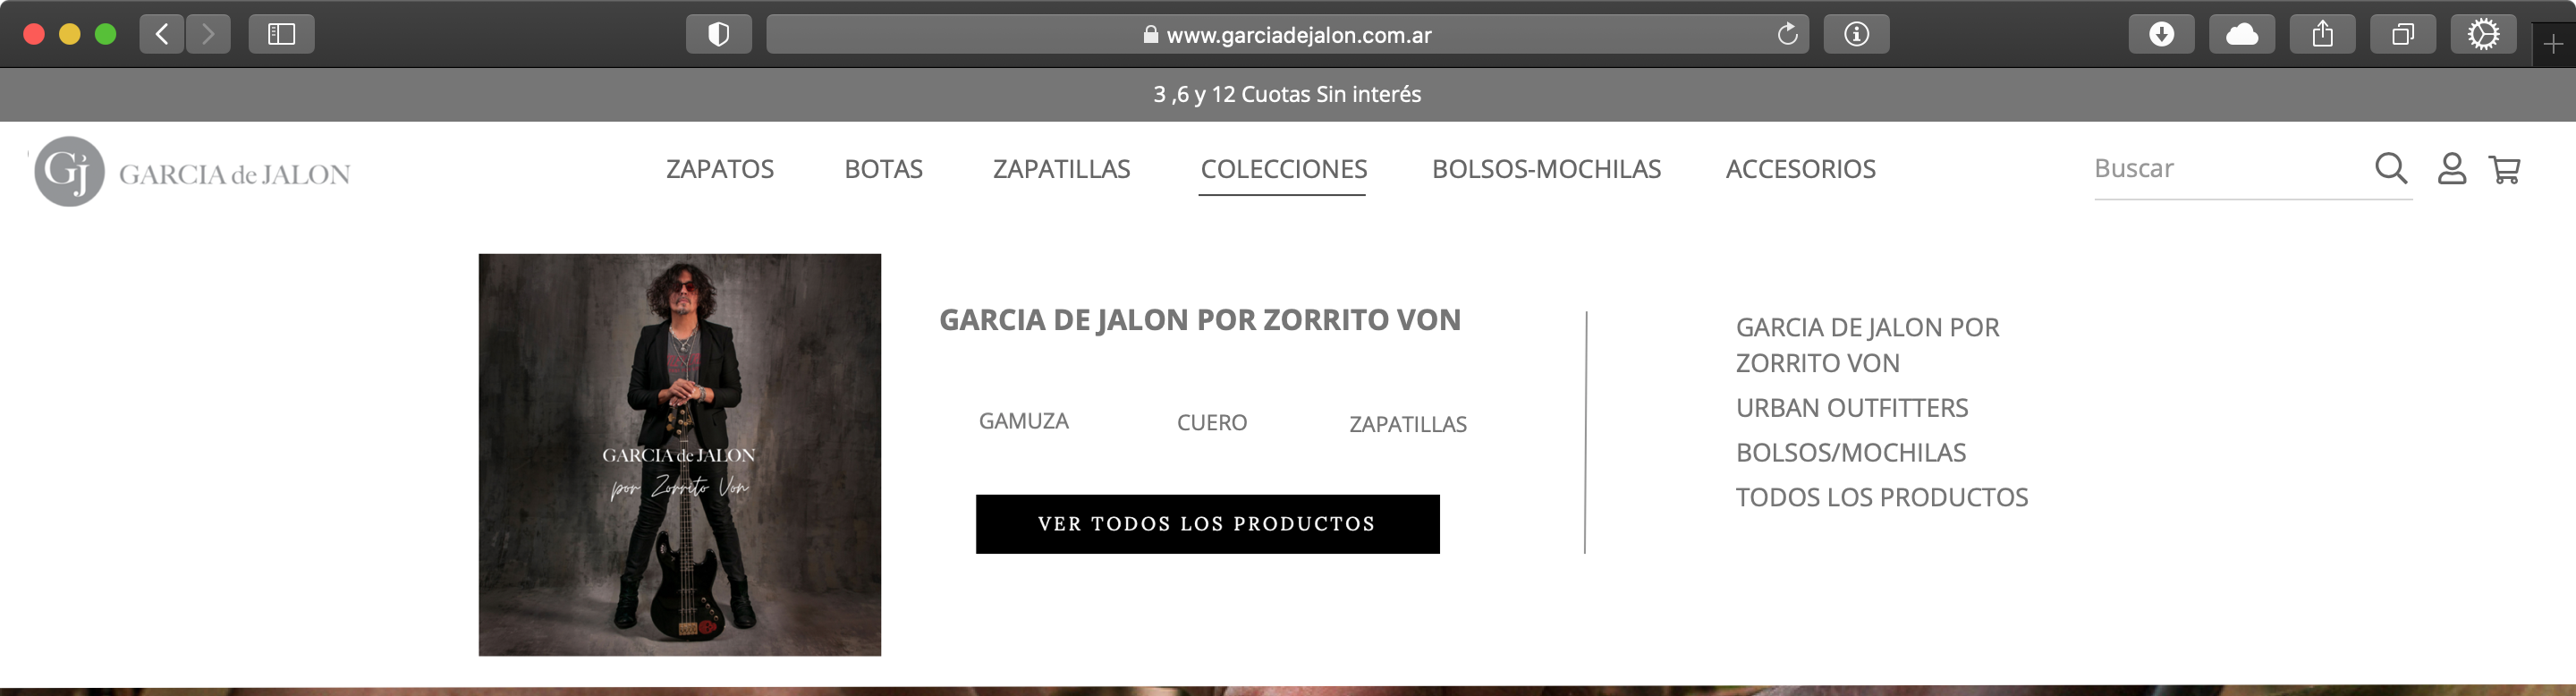 www.garciadejalon.com.ar
3 ,6 y 12 Cuotas Sin interés
Gj GARCIA de JALON
ZAPATOS BOTAS ZAPATILLAS COLECCIONES BOLSOS-MOCHILAS ACCESORIOS Buscar
GARCIA de JALON
por Zorrito Von
GARCIA DE JALON POR ZORRITO VON
GAMUZA CUERO ZAPATILLAS
VER TODOS LOS PRODUCTOS
GARCIA DE JALON POR
ZORRITO VON
URBAN OUTFITTERS
BOLSOS/MOCHILAS
TODOS LOS PRODUCTOS